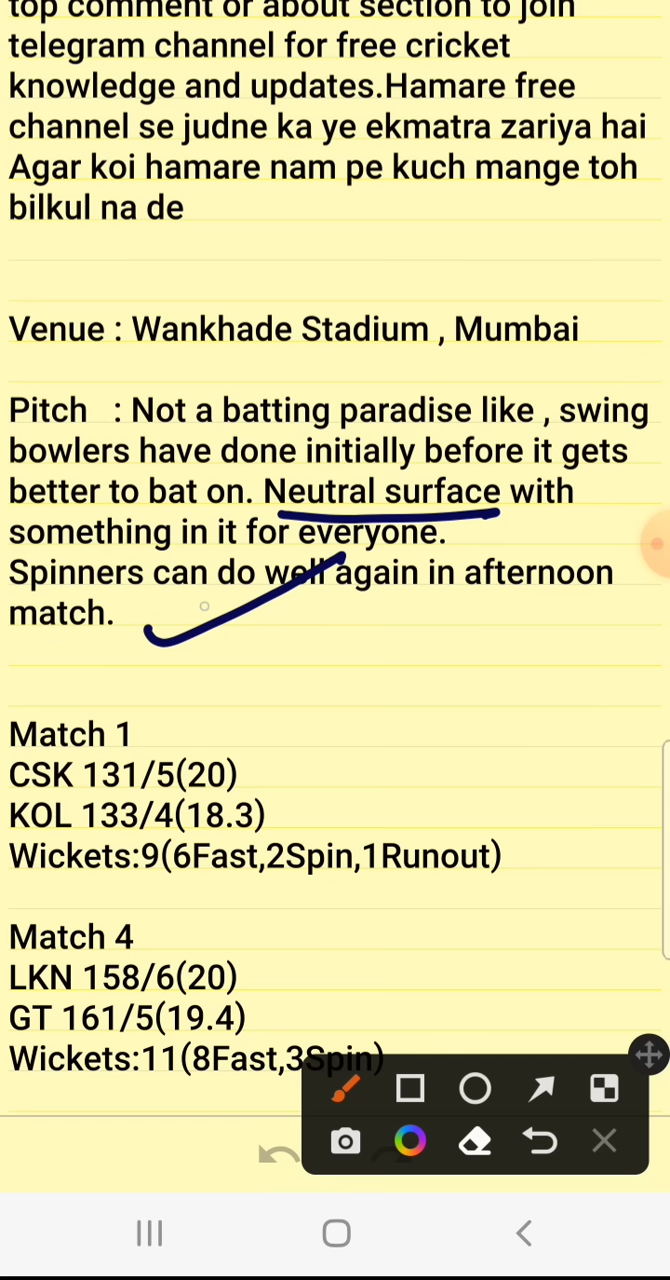 top comment or about section to join
telegram channel for free cricket
knowledge and updates.Hamare free
channel se judne ka ye ekmatra zariya hai
Agar koi hamare nam pe kuch mange toh
bilkul na de
Venue : Wankhade Stadium , Mumbai
Pitch : Not a batting paradise like , swing
bowlers have done initially before it gets
better to bat on. Neutral surface with
something in it for everyone.
Spinners can do well again in afternoon
match.
Match 1
CSK 131/5(20)
KOL 133/4(18.3)
Wickets:9(6Fast,2Spin,1Runout)
Match 4
LKN 158/6(20)
GT 161/5(19.4)
Wickets:11(8Fast,3Spin)